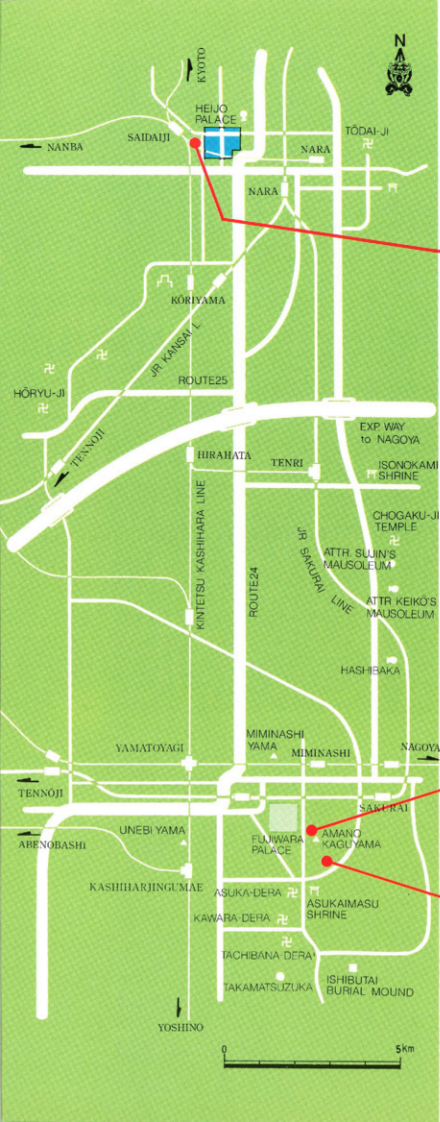 N
KYOTO
HEIJO
PALACE
SAIDAIJI
NANBA
TŌDAI-JI
NARA
NARA
KŌRIYAMA
JR KANSAI L.
ROUTE25
HŌRYU-JI
TENNŌJI
EXP. WAY
to NAGOYA
HIRAHATA
TENRI
ISONOKAMI
SHRINE
CHOGAKU-JI
TEMPLE
KINTETSU KASHIHARA LINE
ROUTE24
JR SAKURAI LINE
ATTR. SUJIN'S
MAUSOLEUM
ATTR KEIKŌ'S
MAUSOLEUM
HASHIBAKA
MIMINASHI
YAMA
YAMATOYAGI
MIMINASHI
NAGOYA
TENNŌJI
SAKURAI
UNEBI YAMA
ABENOBASHI
FUJIWARA
PALACE
AMANO
KAGUYAMA
KASHIHARJINGUMAE
ASUKA-DERA
ASUKAIMASU
SHRINE
KAWARA-DERA
TACHIBANA-DERA
TAKAMATSUZUKA
ISHIBUTAI
BURIAL MOUND
YOSHINO
0
5Km